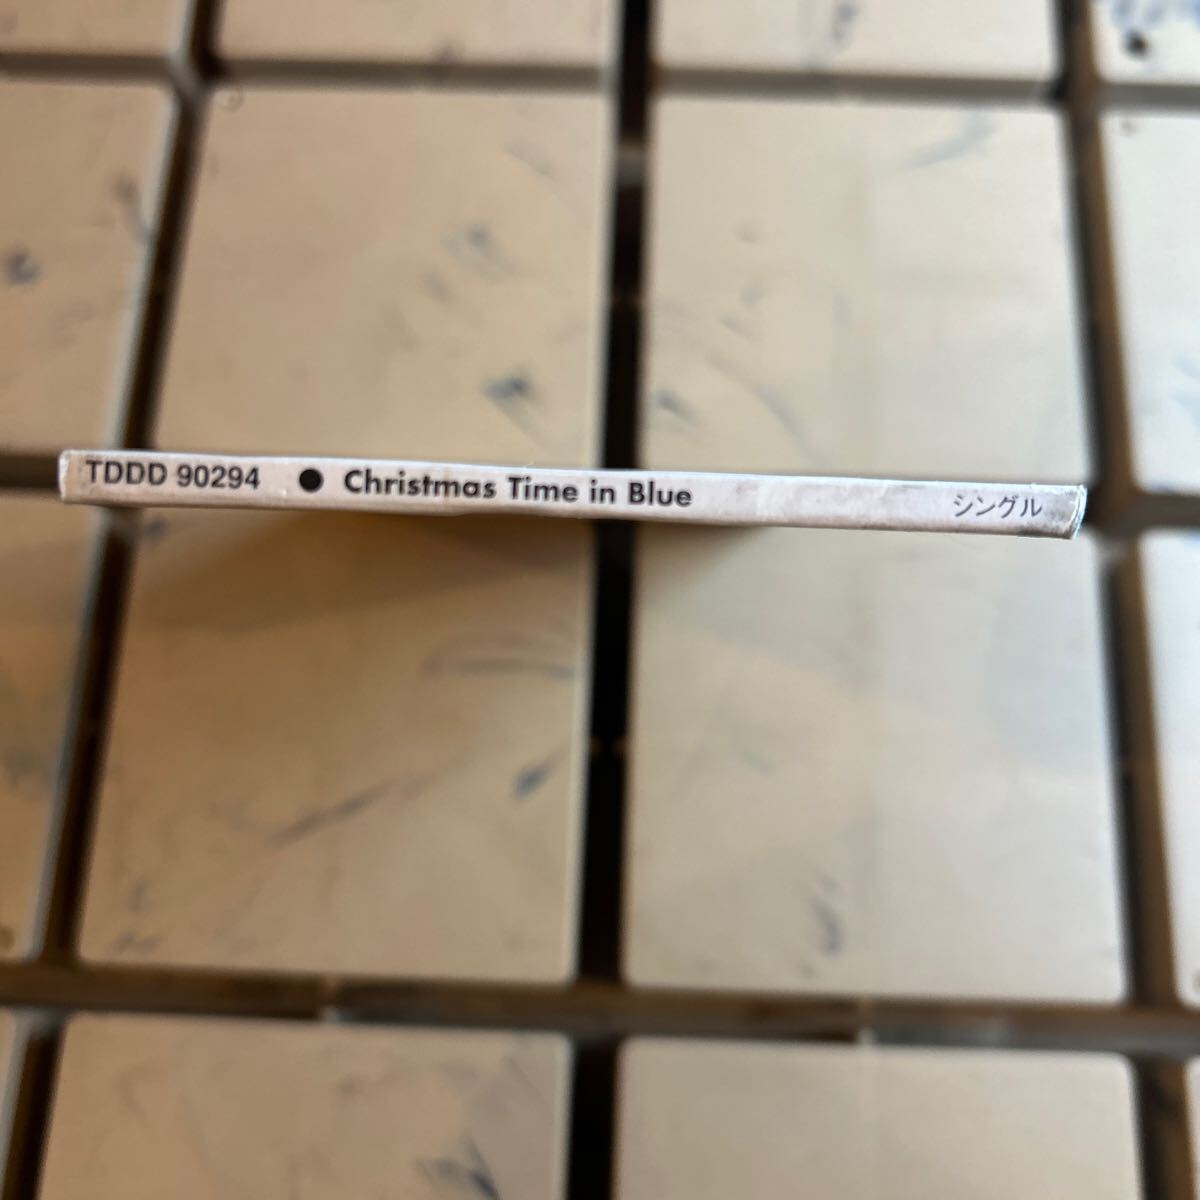 TDDD 90294 ● Christmas Time in Blue シングル